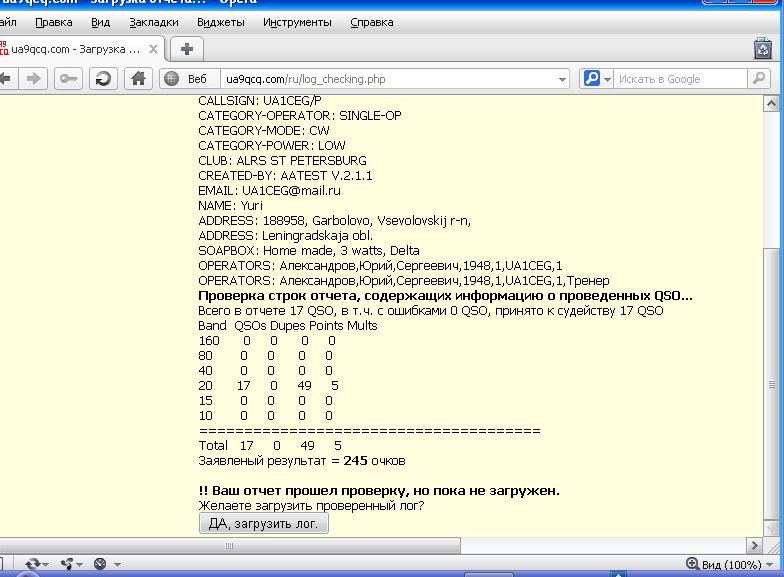 ua9qcq.com - Загрузка отчета... - Opera
айл Правка Вид Закладки Виджеты Инструменты Справка
ua9qcq.com - Загрузка ...
Веб ua9qcq.com/ru/log_checking.php Искать в Google
CALLSIGN: UA1CEG/P
CATEGORY-OPERATOR: SINGLE-OP
CATEGORY-MODE: CW
CATEGORY-POWER: LOW
CLUB: ALRS ST PETERSBURG
CREATED-BY: AATEST V.2.1.1
EMAIL: UA1CEG@mail.ru
NAME: Yuri
ADDRESS: 188958, Garbolovo, Vsevolovskij r-n,
ADDRESS: Leningradskaja obl.
SOAPBOX: Home made, 3 watts, Delta
OPERATORS: Александров,Юрий,Сергеевич,1948,1,UA1CEG,1
OPERATORS: Александров,Юрий,Сергеевич,1948,1,UA1CEG,1,Тренер
Проверка строк отчета, содержащих информацию о проведенных QSO...
Всего в отчете 17 QSO, в т.ч. с ошибками 0 QSO, принято к судейству 17 QSO
Band QSOs Dupes Points Mults
160 0 0 0 0
80 0 0 0 0
40 0 0 0 0
20 17 0 49 5
15 0 0 0 0
10 0 0 0 0
=====================================
Total 17 0 49 5
Заявленый результат = 245 очков
!! Ваш отчет прошел проверку, но пока не загружен.
Желаете загрузить проверенный лог?
ДА, загрузить лог.
Вид (100%)